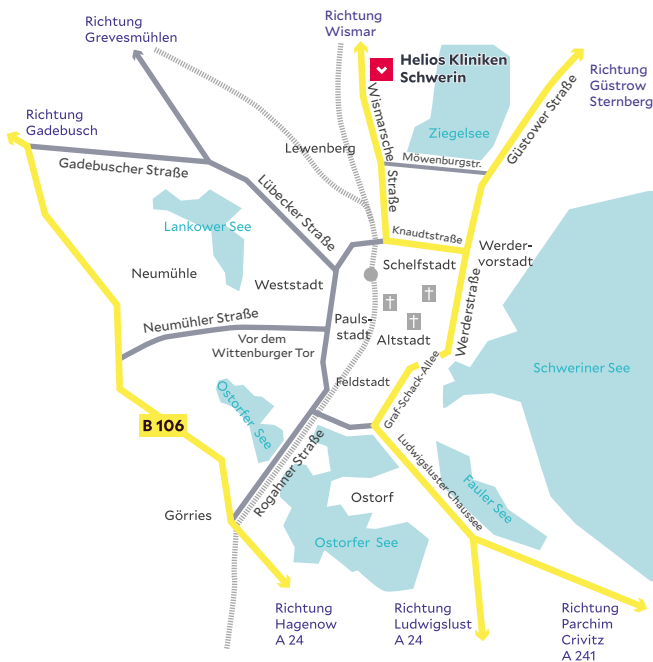 Richtung
Grevesmühlen
Richtung
Wismar
Helios Kliniken
Schwerin
Richtung
Güstrow
Sternberg
Richtung
Gadebusch
Ziegelsee
Güstower Straße
Wismarsche Straße
Lewenberg
Möwenburgstr.
Gadebuscher Straße
Lübecker Straße
Lankower See
Knaudtstraße
Werder-
vorstadt
Schelfstadt
Neumühle
Weststadt
Werderstraße
Neumühler Straße
Pauls-
stadt
Altstadt
Vor dem
Wittenburger Tor
Schweriner See
Feldstadt
Graf-Schack-Allee
Ostorfer See
B 106
Ludwigsluster Chaussee
Rogahner Straße
Fauler See
Ostorf
Görries
Ostorfer See
Richtung
Hagenow
A 24
Richtung
Ludwigslust
A 24
Richtung
Parchim
Crivitz
A 241